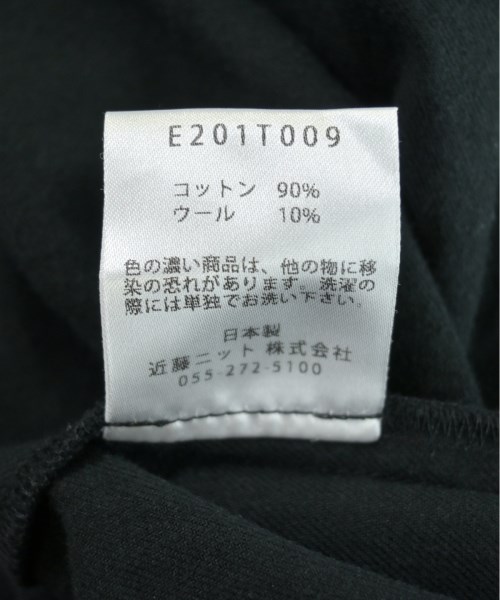 E201T009
コットン 90%
ウール 10%
色の濃い商品は、他の物に移
染の恐れがあります。洗濯の
際には単独でお洗い下さい。
日本製
近藤ニット 株式会社
055-272-5100